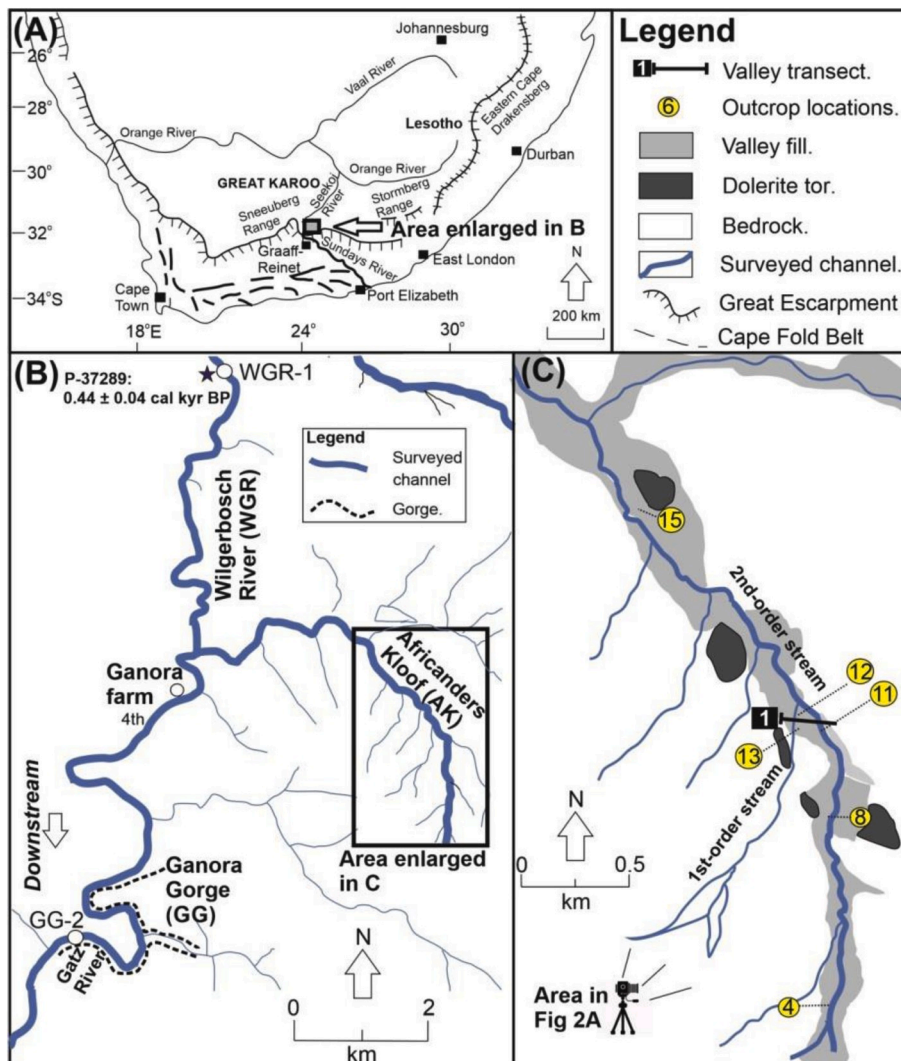 (A)
Johannesburg
26°
28°
30°
32°
34°S
Vaal River
Lesotho
Eastern Cape
Drakensberg
Orange River
Durban
Orange River
GREAT KAROO
Seekoi
River
Stormberg
Range
Sneeuberg
Range
Area enlarged in B
Graaff-
Reinet
Sundays River
East London
N
Cape
Town
Port Elizabeth
200 km
18°E
24°
30°
Legend
1
Valley transect.
6
Outcrop locations.
Valley fill.
Dolerite tor.
Bedrock.
Surveyed channel.
Great Escarpment
Cape Fold Belt
(B)
P-37289:
0.44 ± 0.04 cal kyr BP
WGR-1
Legend
Surveyed
channel
Gorge.
Wilgerbosch
River (WGR)
Africanders
Kloof (AK)
Ganora
farm
4th
Downstream
Area enlarged
in C
Ganora
Gorge
(GG)
GG-2
Gatz
River
N
0
2
km
(C)
15
2nd-order stream
12
11
1
13
8
1st-order stream
N
0
0.5
km
Area in
Fig 2A
4